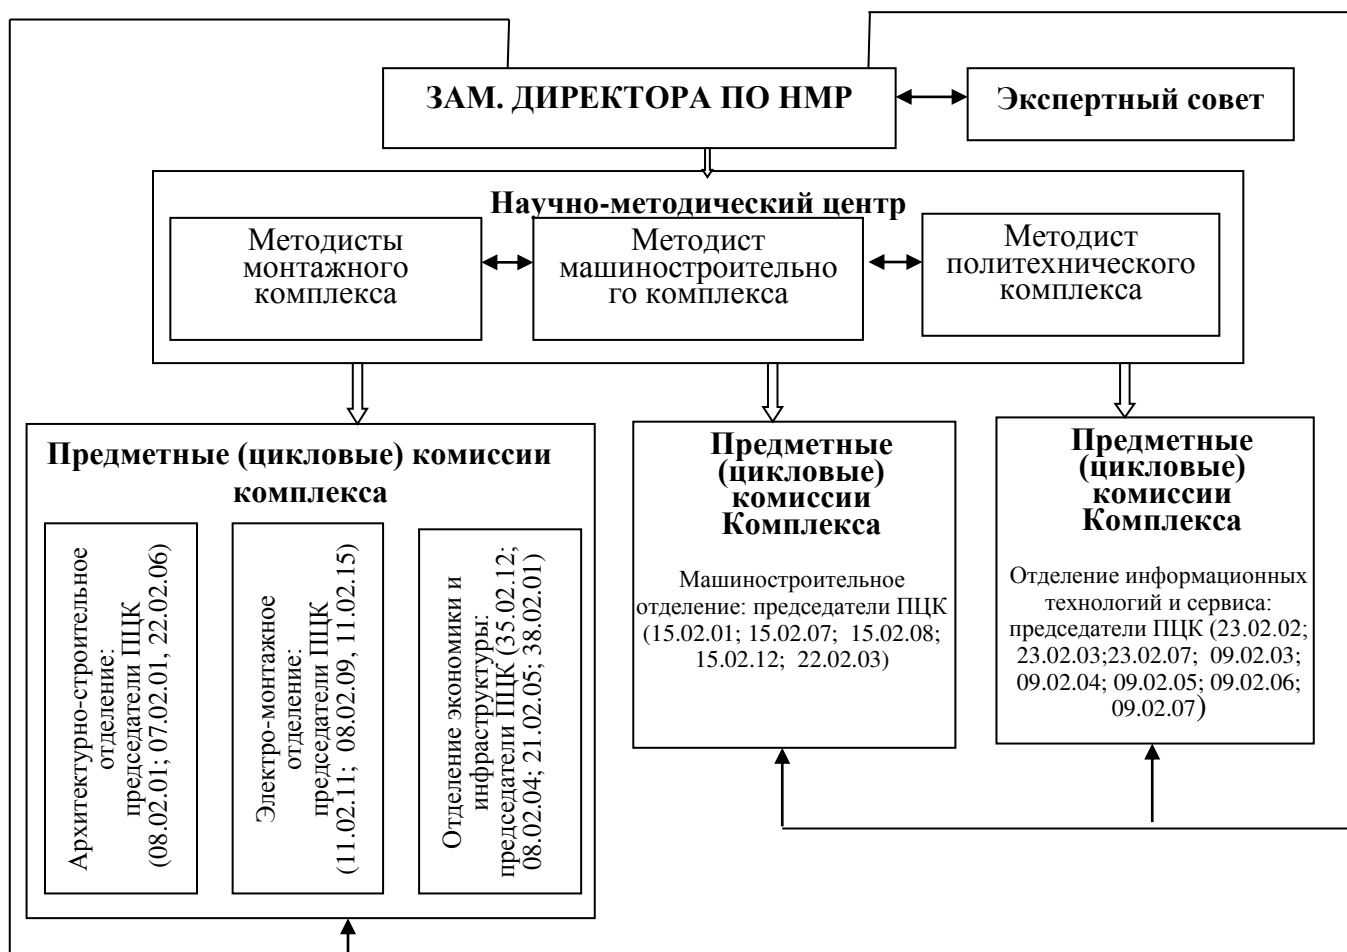 ЗАМ. ДИРЕКТОРА ПО НМР
Экспертный совет
Научно-методический центр
Методисты
монтажного
комплекса
Методист
машиностроительно
го комплекса
Методист
политехнического
комплекса
Предметные (цикловые) комиссии
комплекса
Архитектурно-строительное
отделение:
председатели ПЦК
(08.02.01; 07.02.01, 22.02.06)
Электро-монтажное
отделение:
председатели ПЦК
(11.02.11; 08.02.09, 11.02.15)
Отделение экономики и
инфраструктуры:
председатели ПЦК (35.02.12;
08.02.04; 21.02.05; 38.02.01)
Предметные
(цикловые)
комиссии
Комплекса
Машиностроительное
отделение: председатели ПЦК
(15.02.01; 15.02.07; 15.02.08;
15.02.12; 22.02.03)
Предметные
(цикловые)
комиссии
Комплекса
Отделение информационных
технологий и сервиса:
председатели ПЦК (23.02.02;
23.02.03;23.02.07; 09.02.03;
09.02.04; 09.02.05; 09.02.06;
09.02.07)